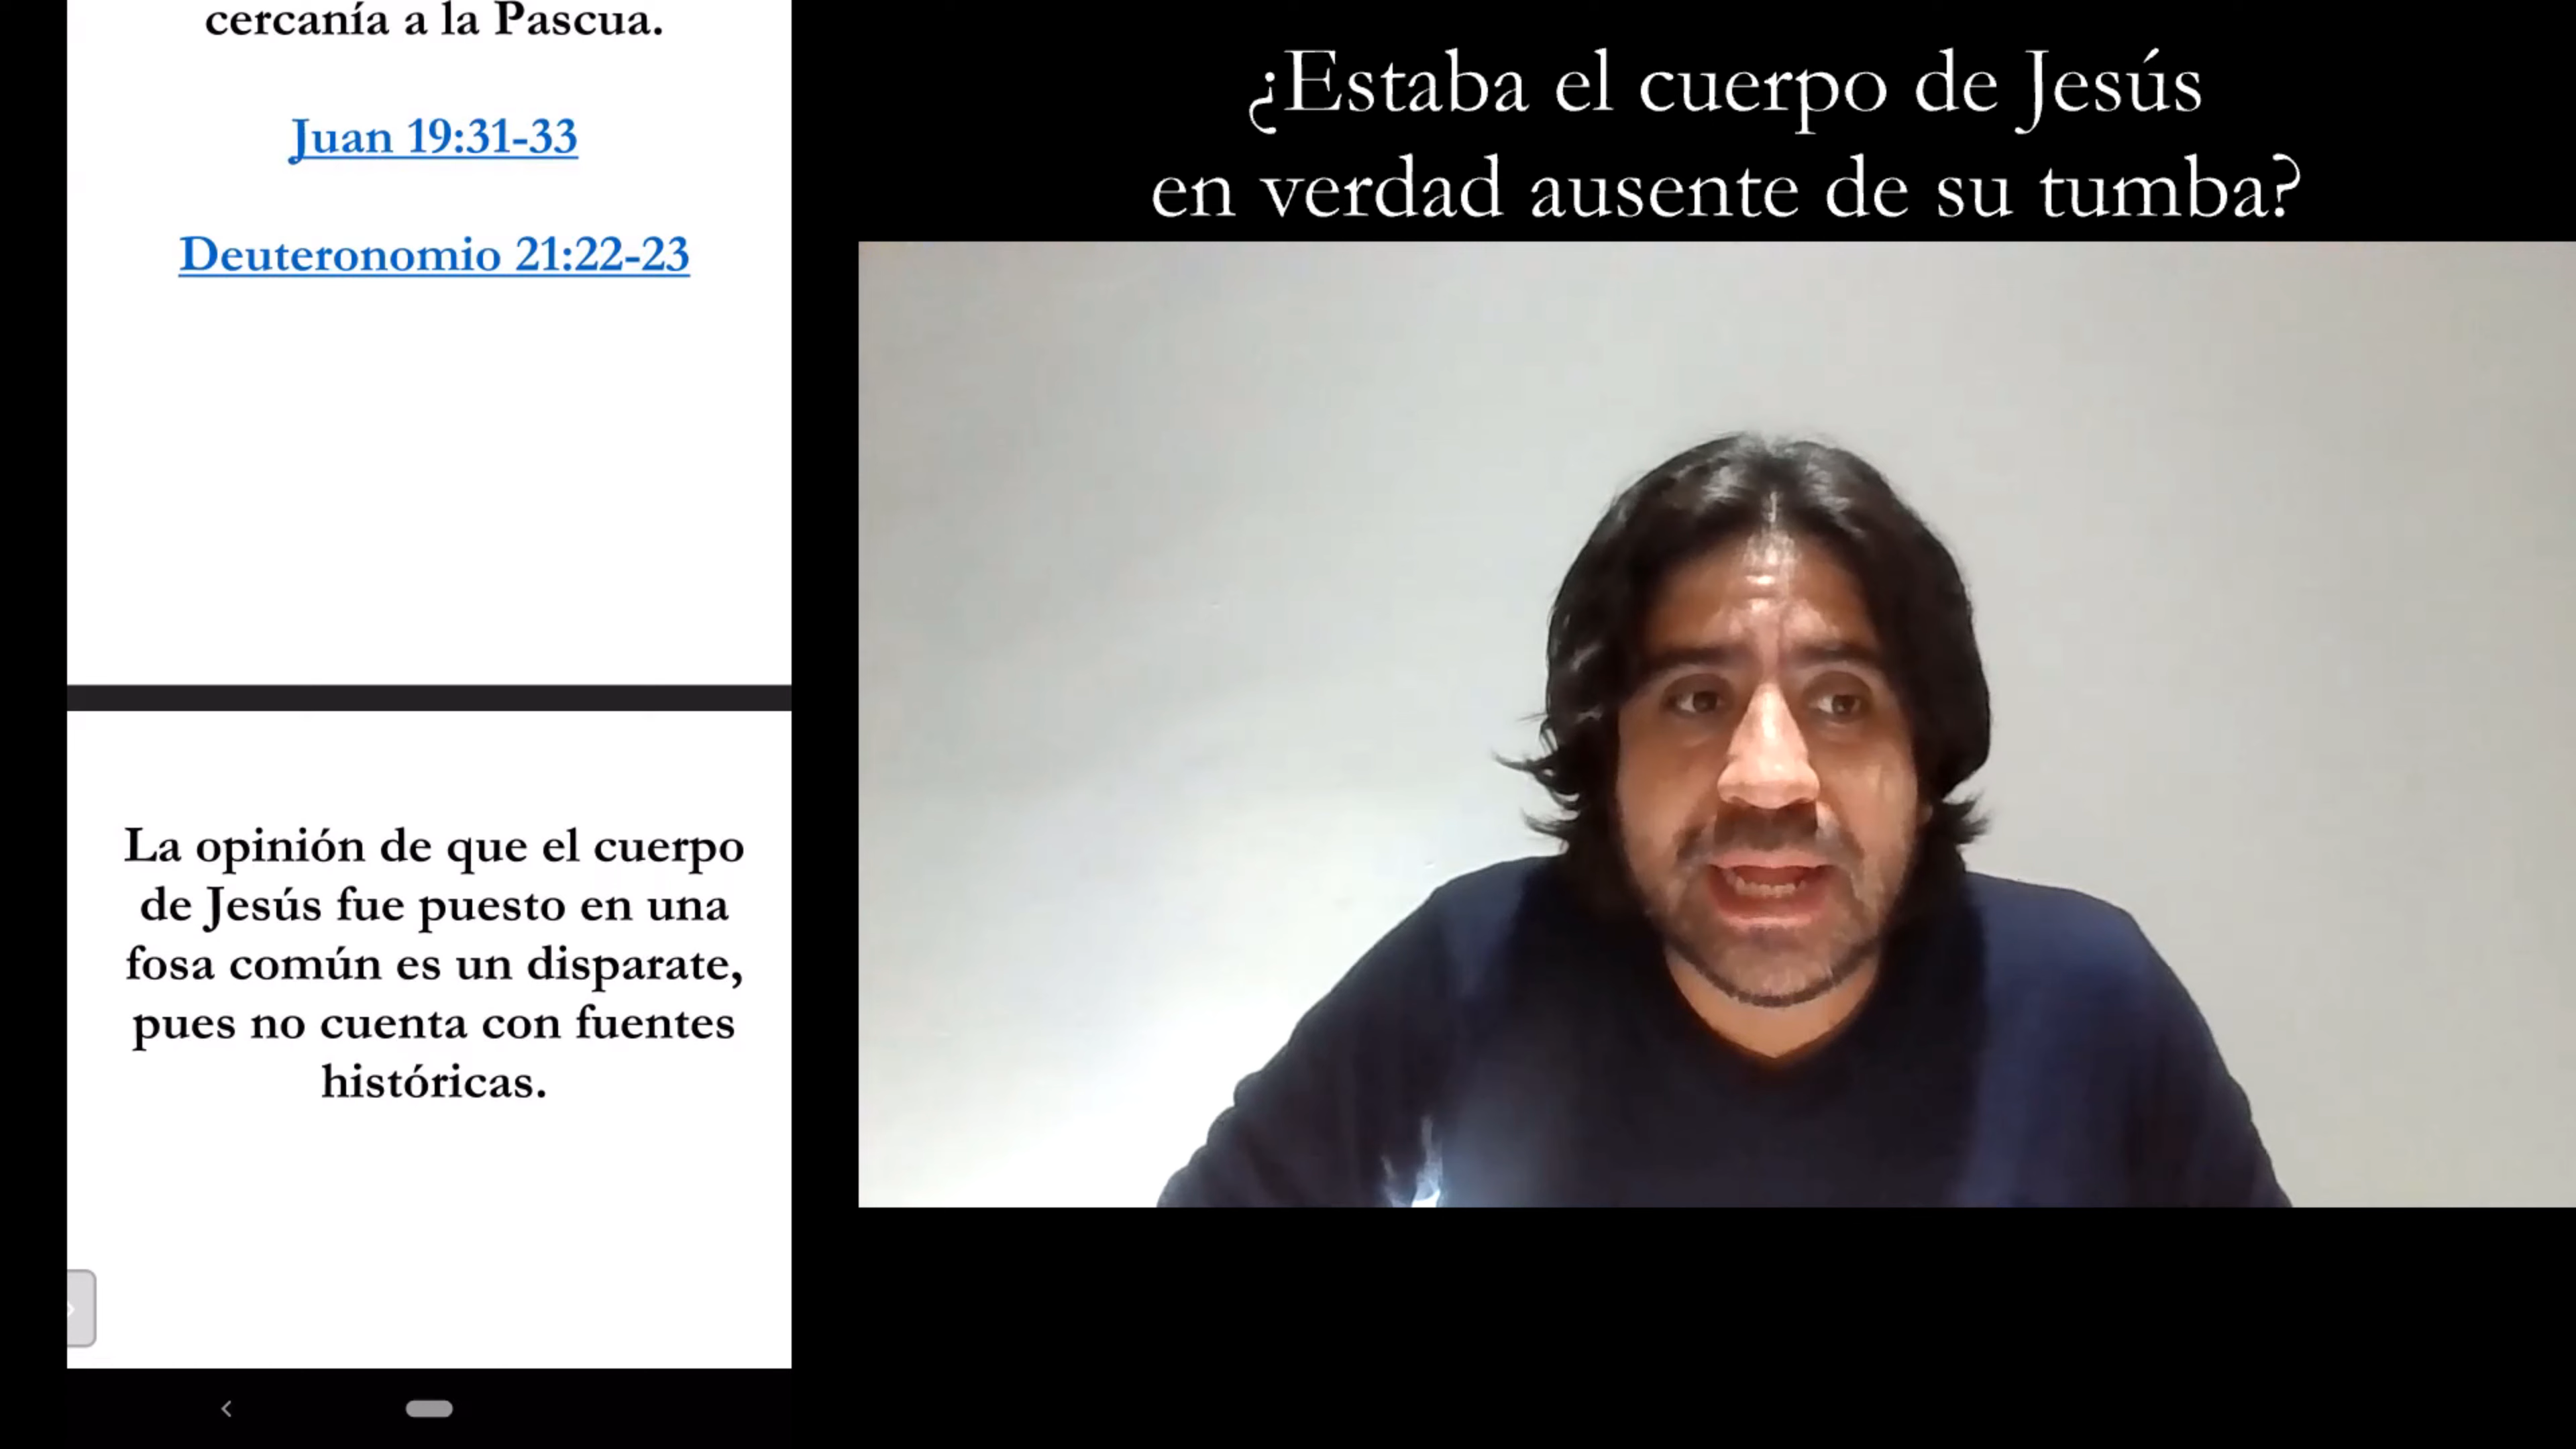 cercanía a la Pascua.
Juan 19:31-33
Deuteronomio 21:22-23
La opinión de que el cuerpo
de Jesús fue puesto en una
fosa común es un disparate,
pues no cuenta con fuentes
históricas.
¿Estaba el cuerpo de Jesús
en verdad ausente de su tumba?